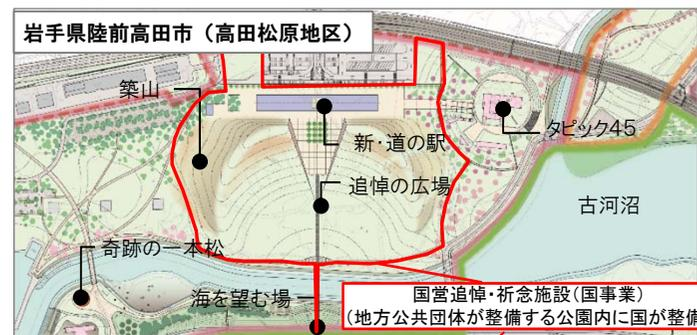 岩手県陸前高田市（高田松原地区）
築山
新・道の駅
タピック45
追悼の広場
古河沼
奇跡の一本松
海を望む場
国営追悼・祈念施設（国事業）
（地方公共団体が整備する公園内に国が整備